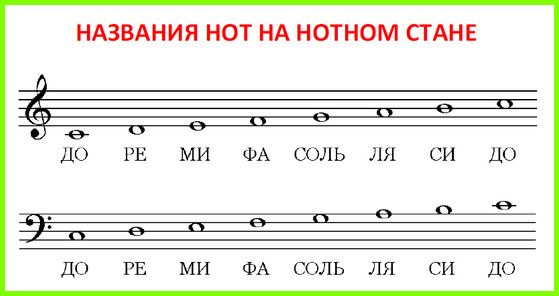 НАЗВАНИЯ НОТ НА НОТНОМ СТАНЕ
ДО РЕ МИ ФА СОЛЬ ЛЯ СИ ДО
ДО РЕ МИ ФА СОЛЬ ЛЯ СИ ДО